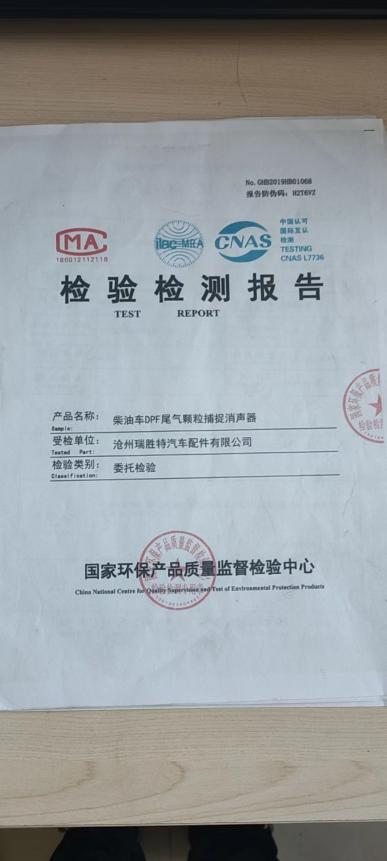 No.GHB2019HB01068
报告防伪码：H2T6VZ
MA
180012112118
ilac-MRA
CNAS
中国认可
国际互认
检测
TESTING
CNAS L7736
检验检测报告
TEST REPORT
产品名称：
柴油车DPF尾气颗粒捕捉消声器
Sample:
受检单位：
沧州瑞胜特汽车配件有限公司
Tested Part:
检验类别：
委托检验
Classification:
国家环保产品质量监督检验中心
China National Centre for Quality Supervision and Test of Environmental Protection Products